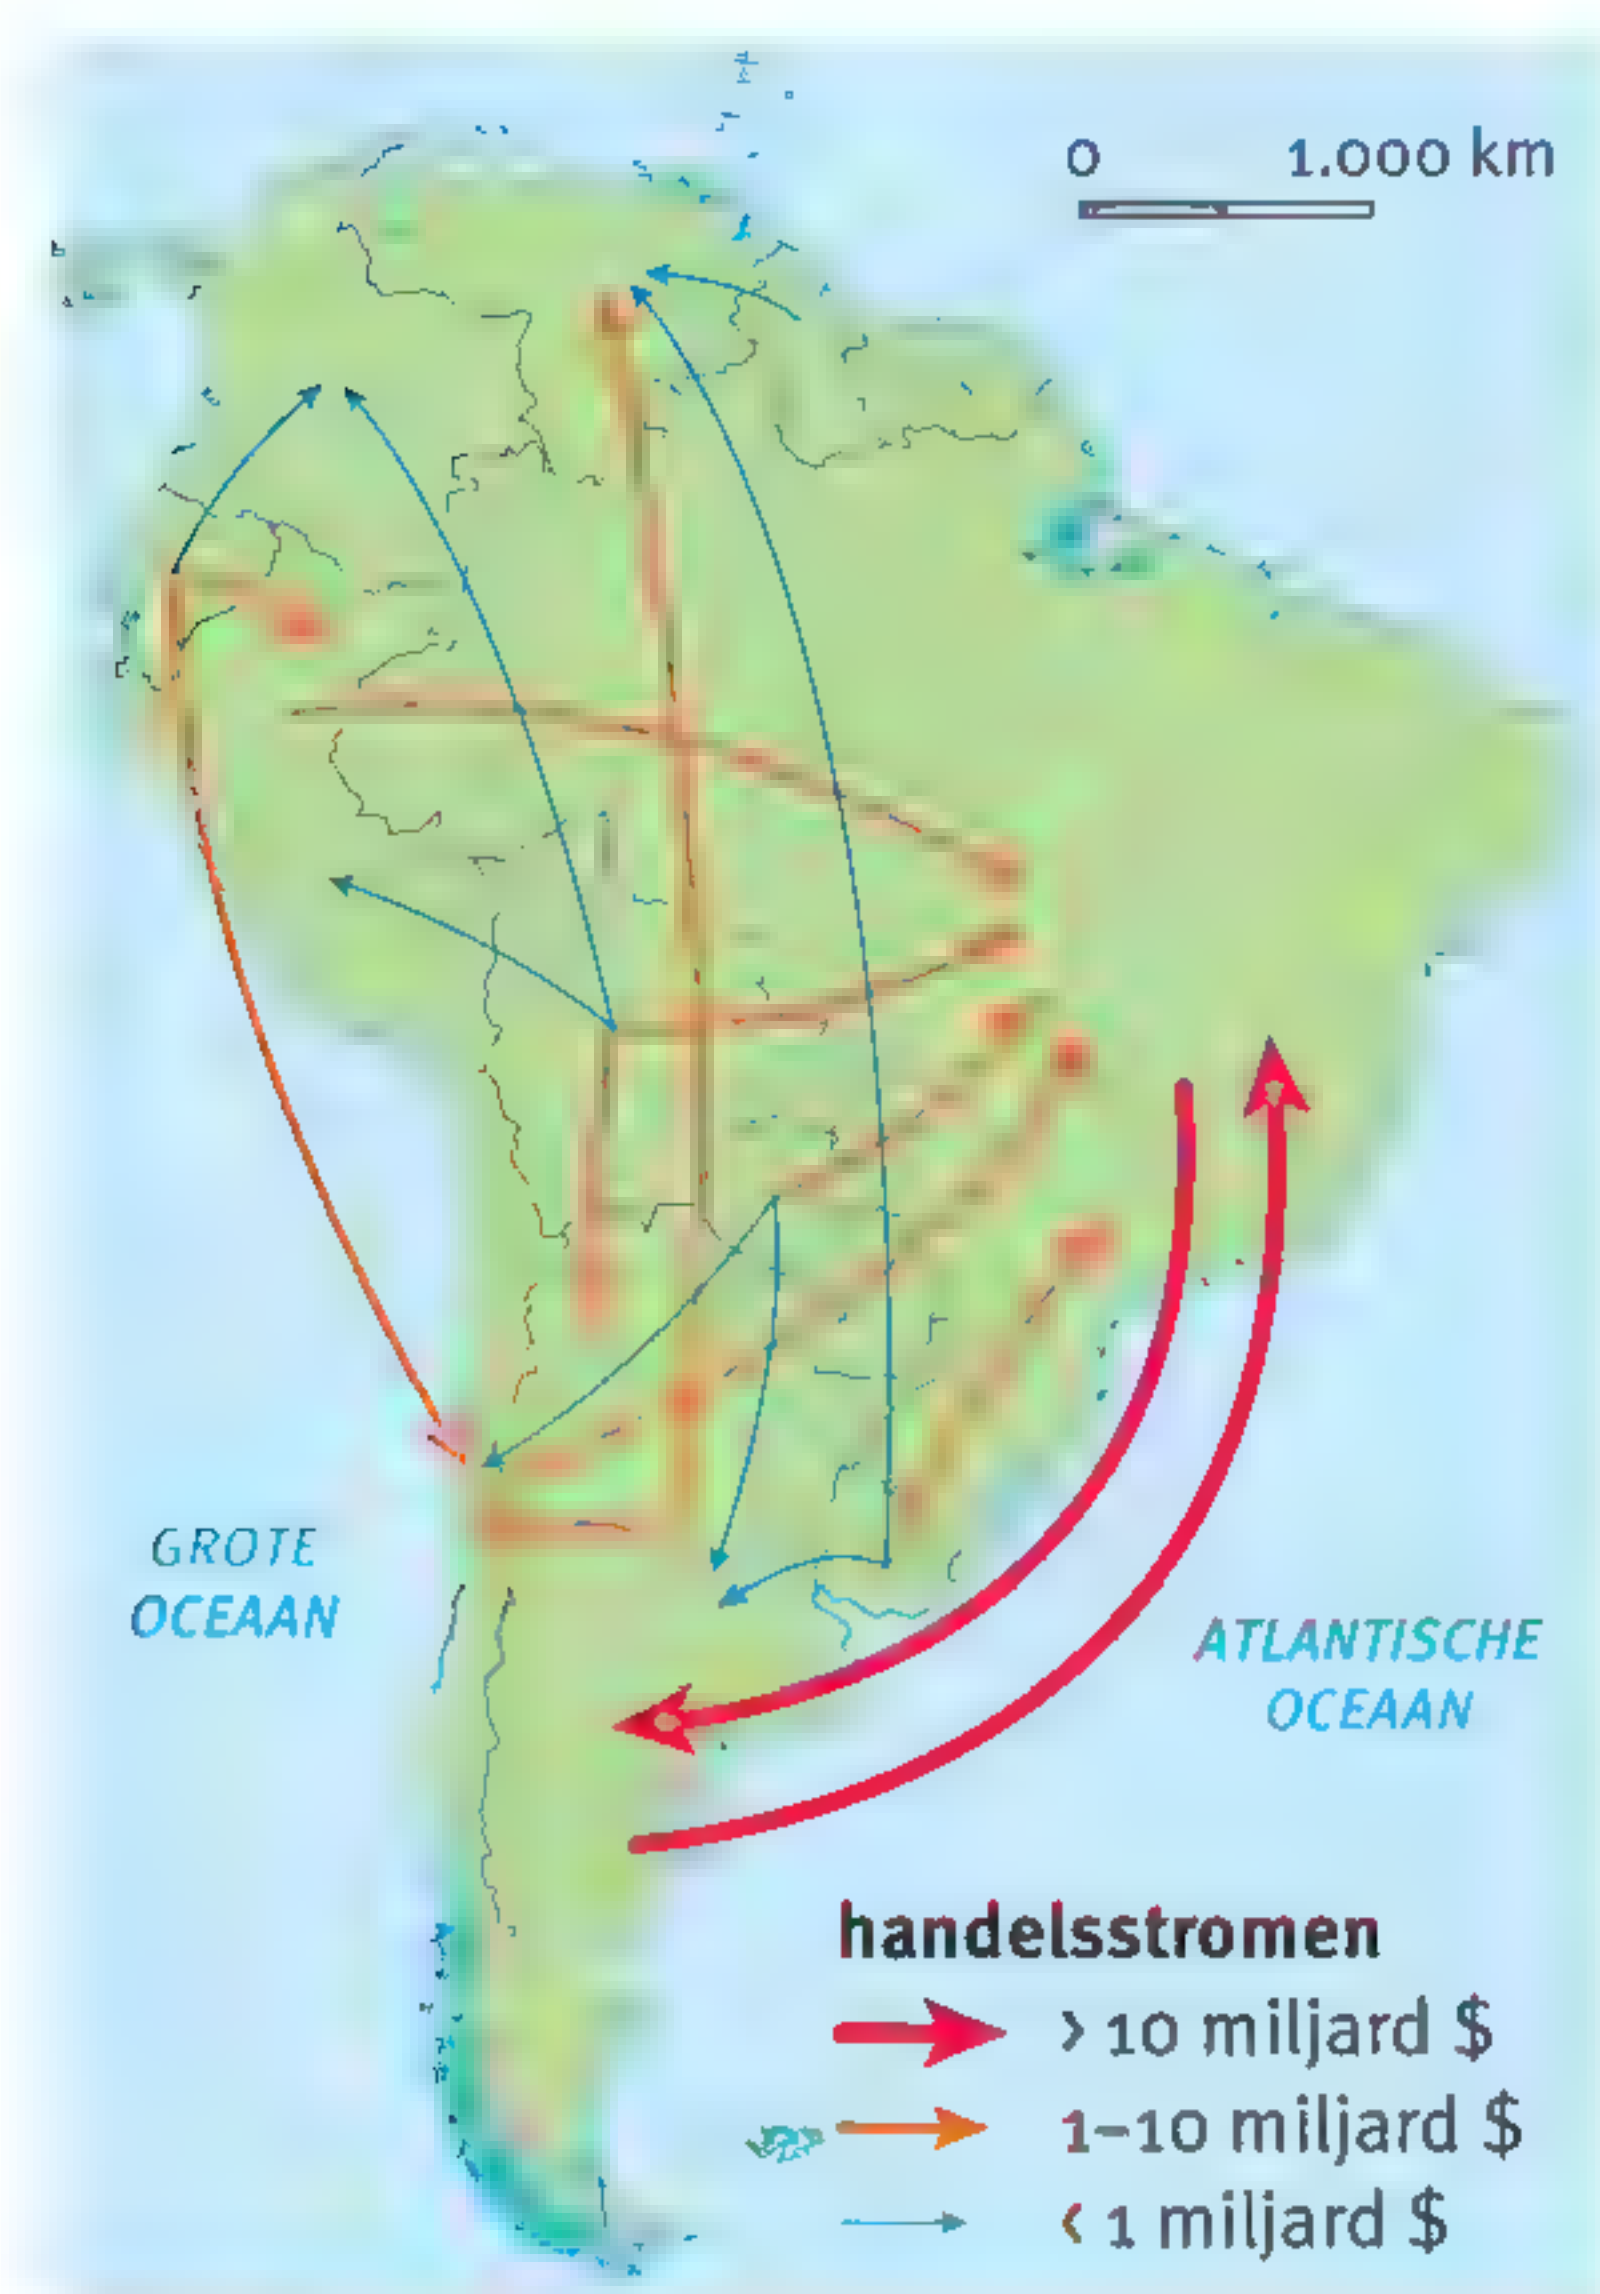 0 1.000 km
GROTE
OCEAAN
ATLANTISCHE
OCEAAN
handelsstromen
> 10 miljard $
1–10 miljard $
< 1 miljard $